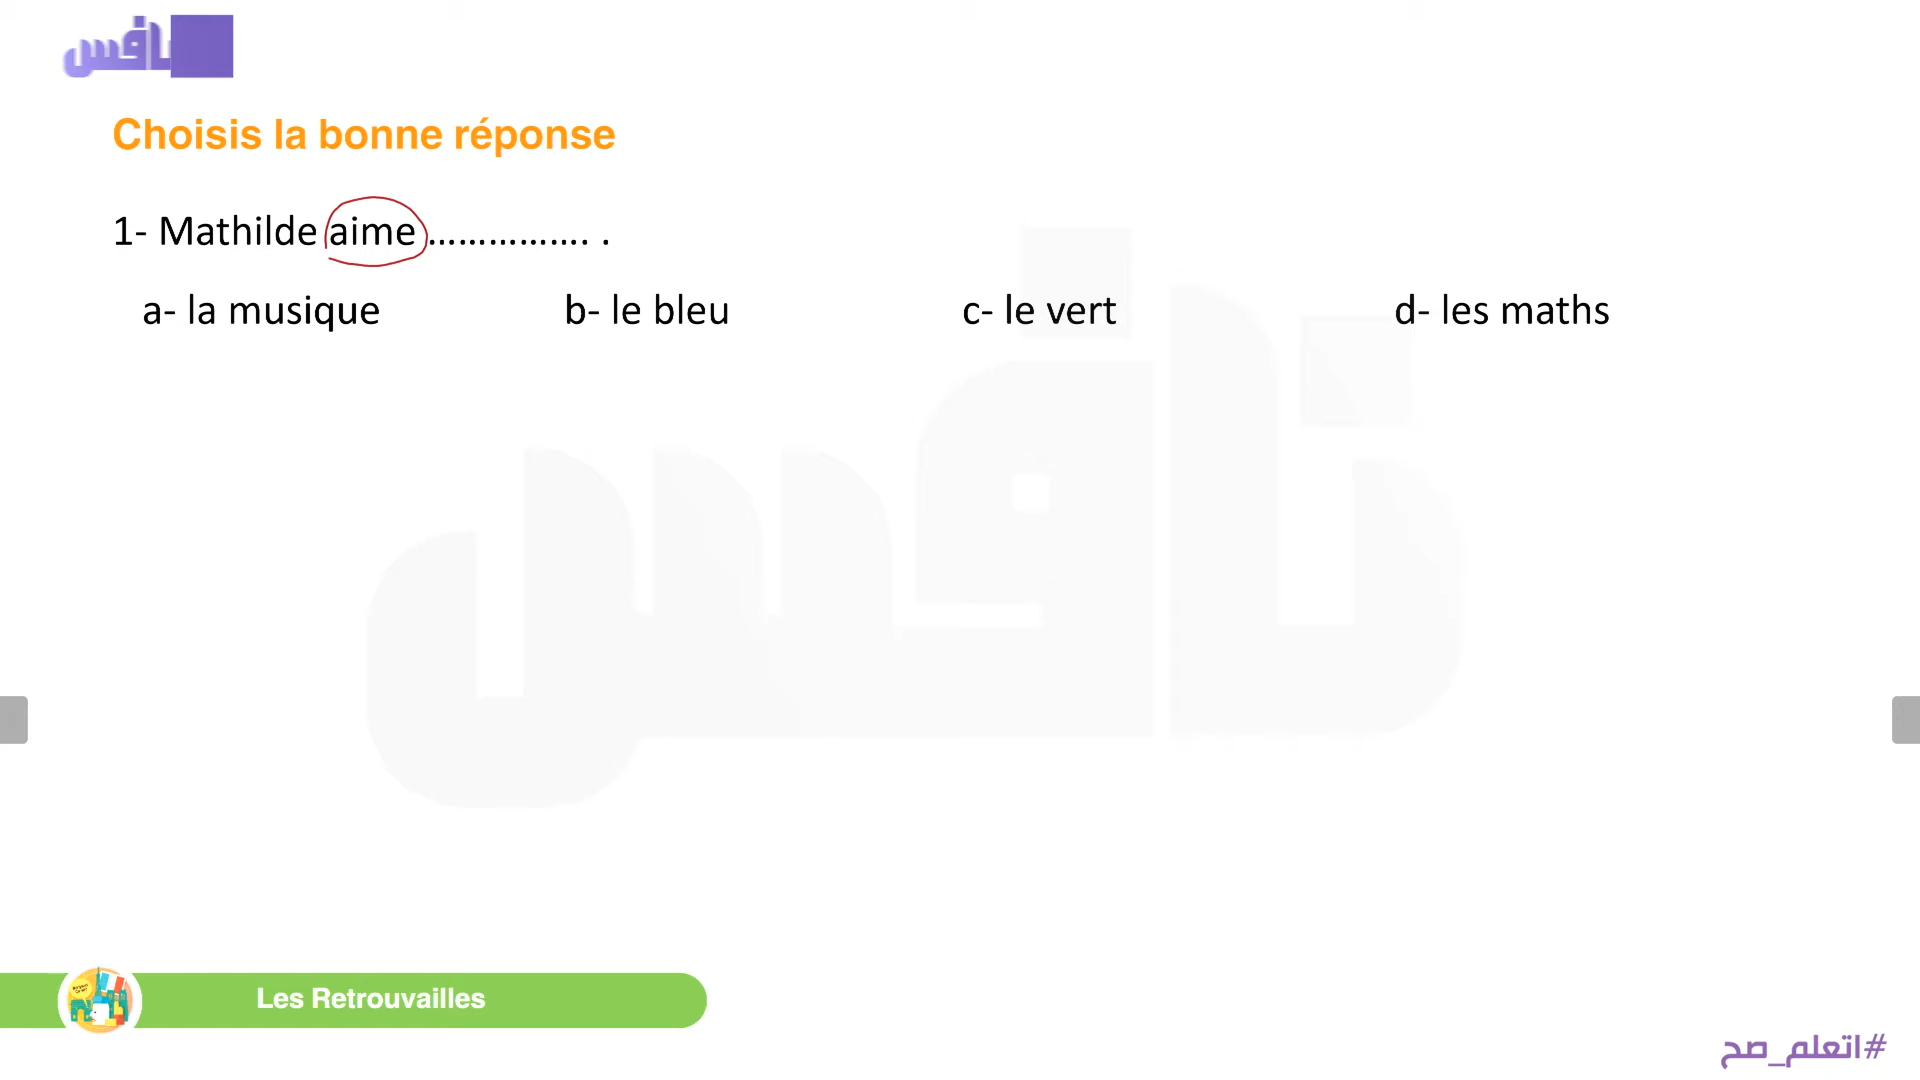 نافس
Choisis la bonne réponse
1- Mathilde aime ................ .
a- la musique b- le bleu c- le vert d- les maths
نافس
Les Retrouvailles
#اتعلم_صح